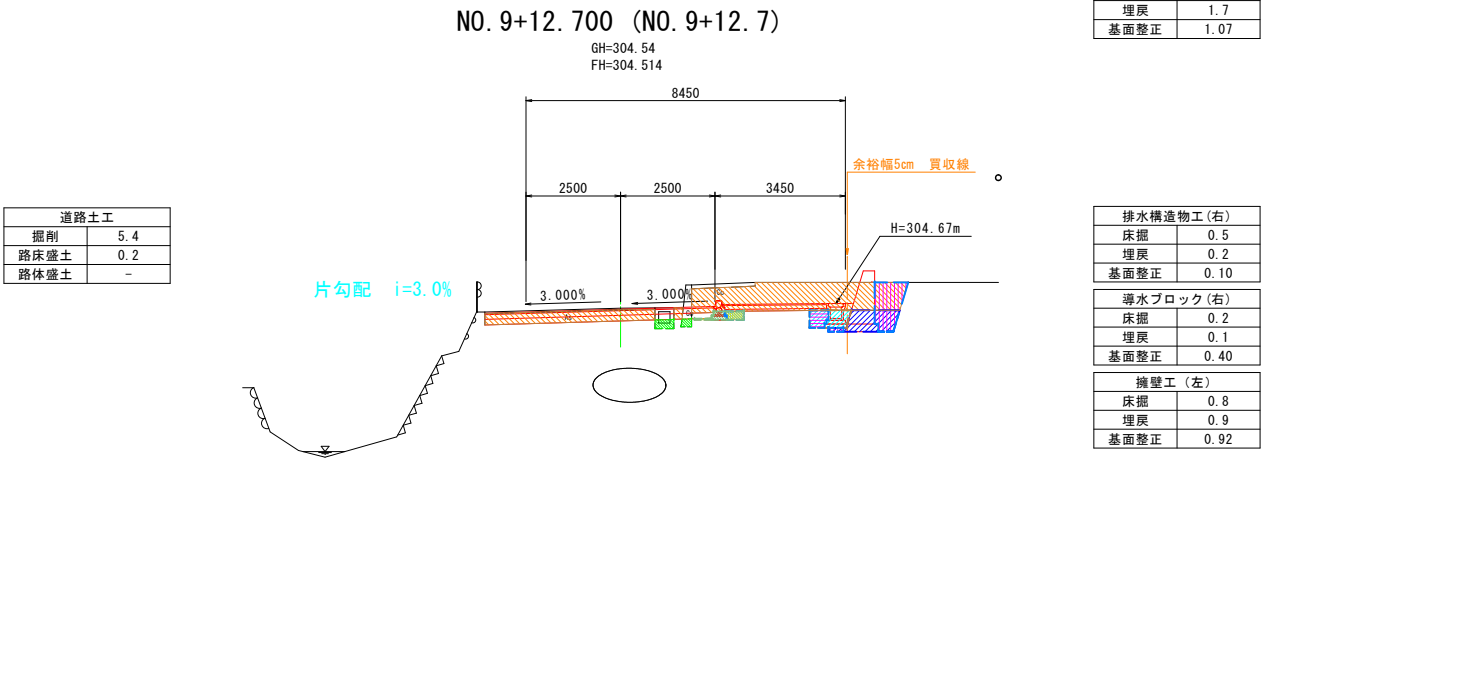 NO.9+12.700 (NO.9+12.7)
GH=304.54
FH=304.514
埋戻 1.7
基面整正 1.07
8450
余裕幅5cm 買収線
2500 2500 3450
H=304.67m
道路土工
掘削 5.4
路床盛土 0.2
路体盛土 -
片勾配 i=3.0%
3.000% 3.000%
排水構造物工(右)
床掘 0.5
埋戻 0.2
基面整正 0.10
導水ブロック(右)
床掘 0.2
埋戻 0.1
基面整正 0.40
擁壁工(左)
床掘 0.8
埋戻 0.9
基面整正 0.92